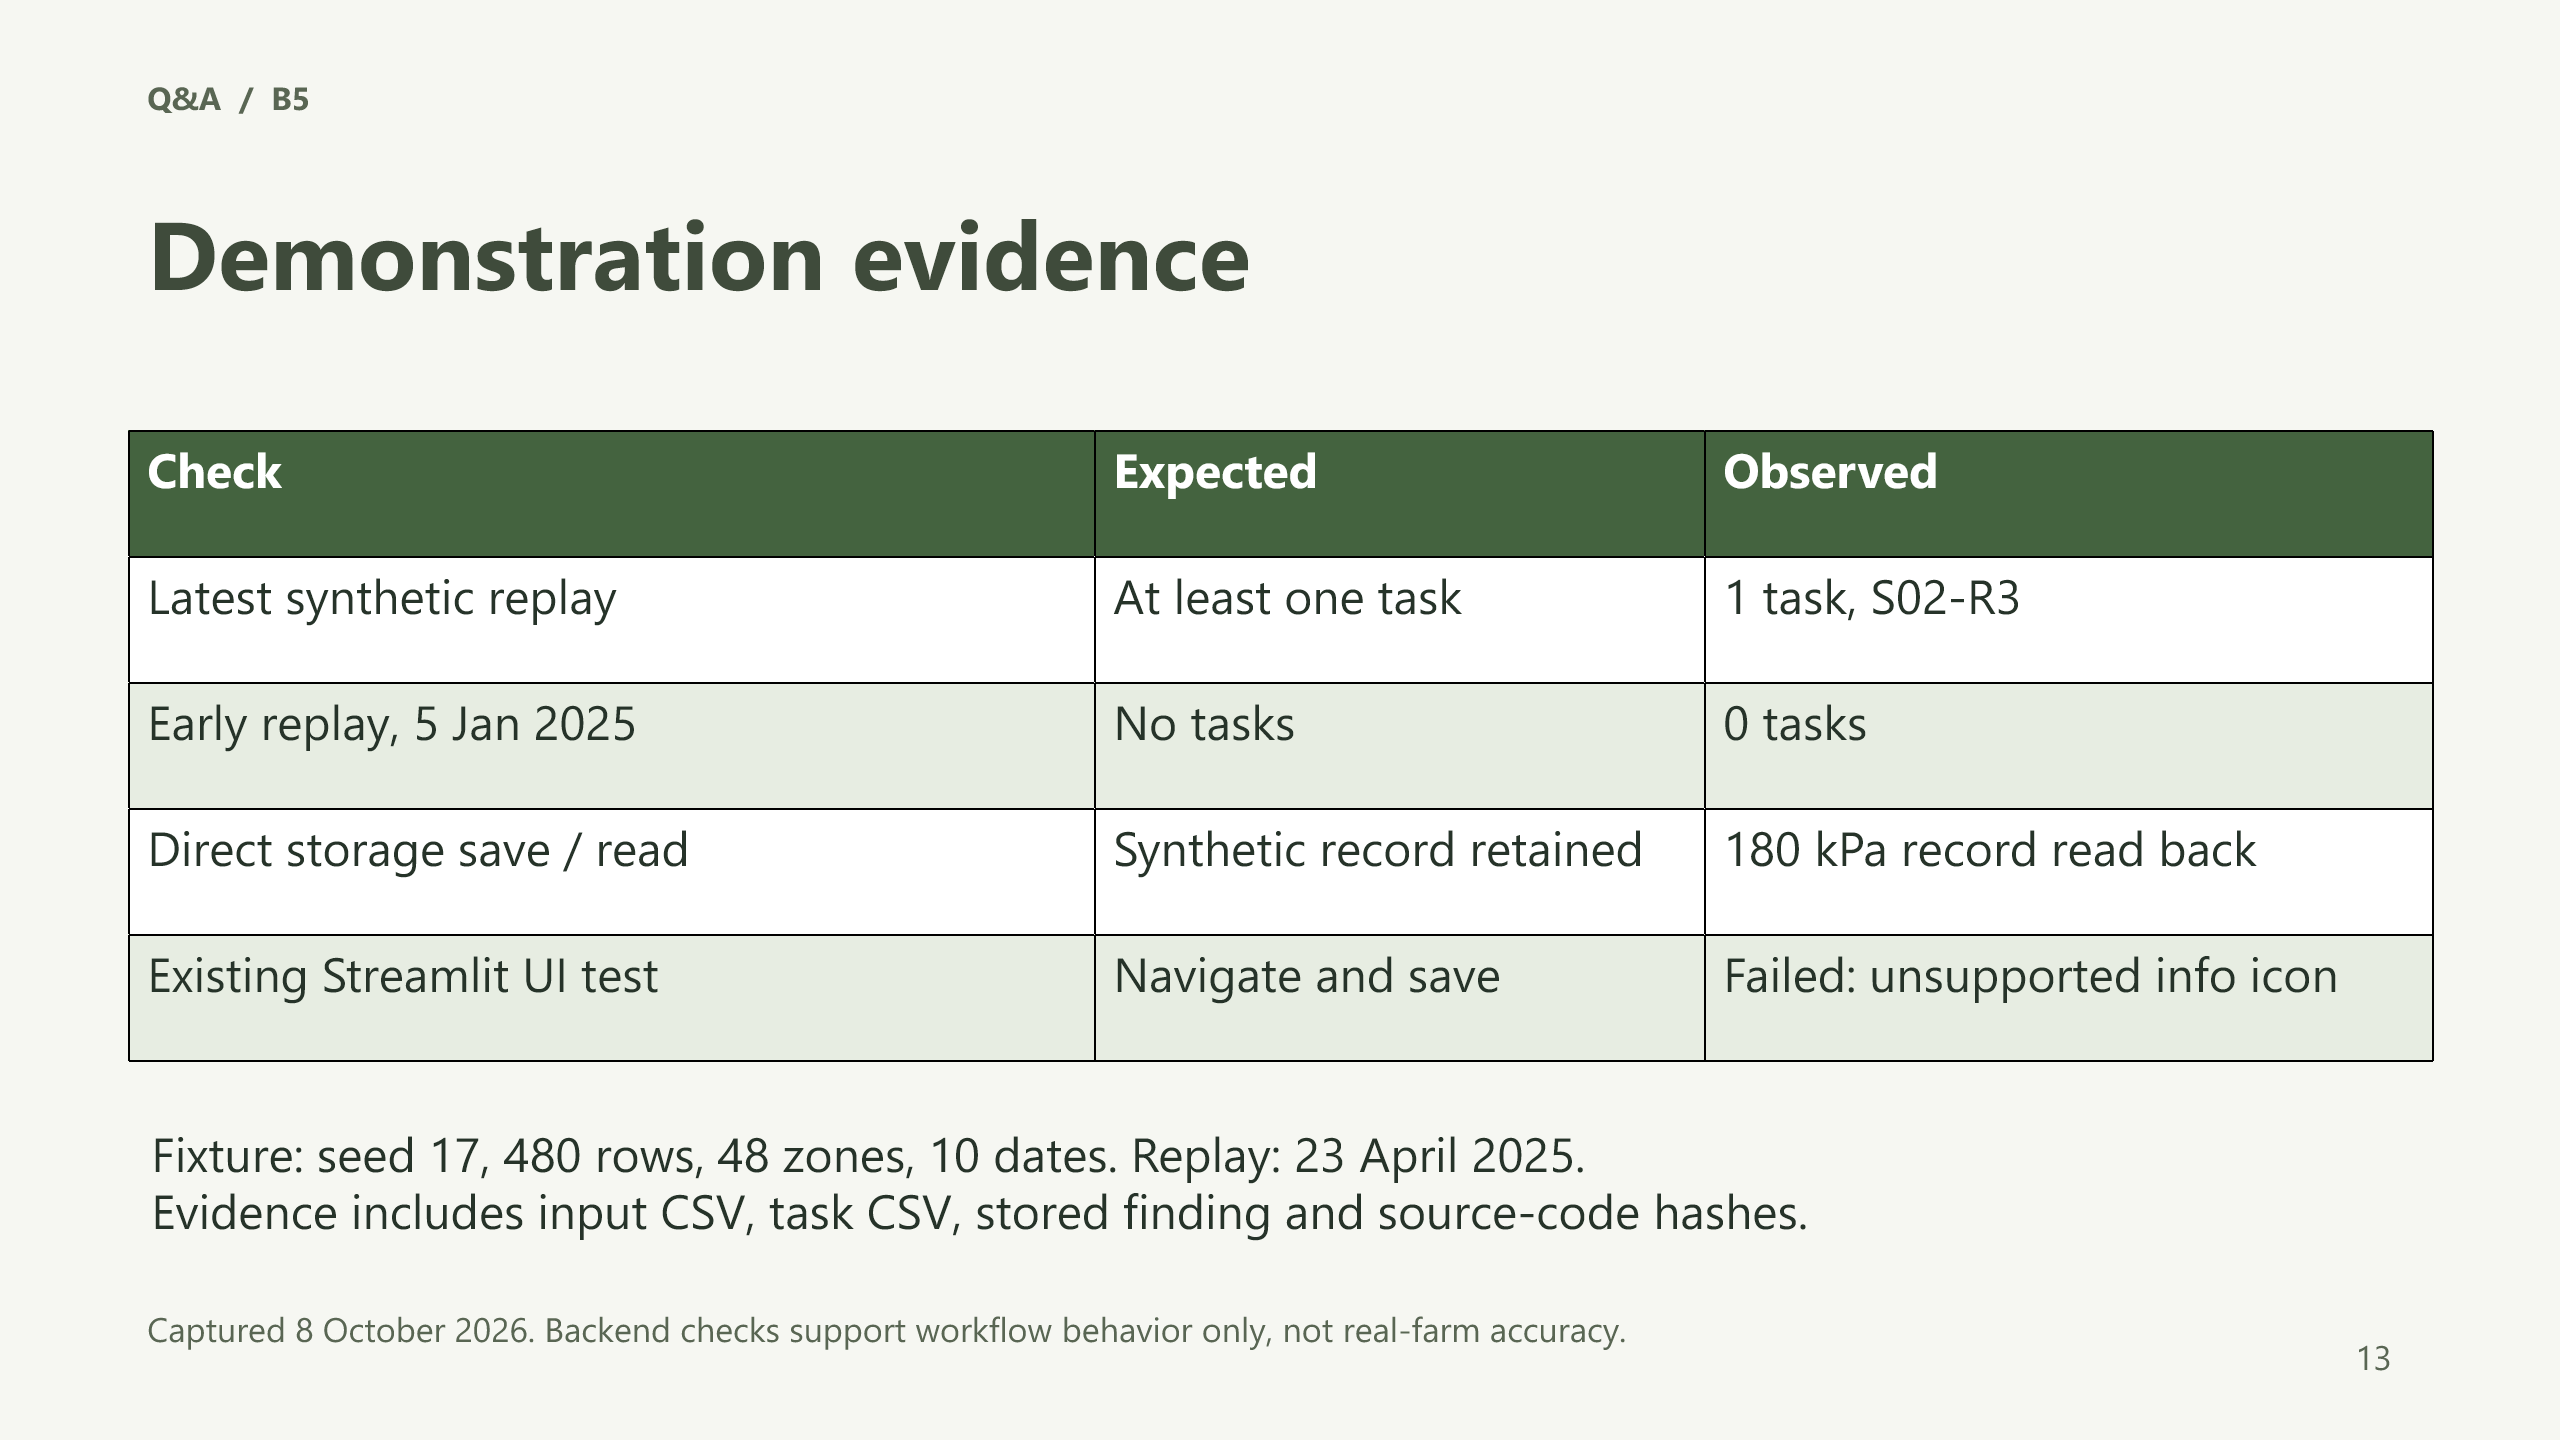 Q&A / B5
Demonstration evidence
Check Expected Observed
Latest synthetic replay At least one task 1 task, S02-R3
Early replay, 5 Jan 2025 No tasks 0 tasks
Direct storage save / read Synthetic record retained 180 kPa record read back
Existing Streamlit UI test Navigate and save Failed: unsupported info icon
Fixture: seed 17, 480 rows, 48 zones, 10 dates. Replay: 23 April 2025.
Evidence includes input CSV, task CSV, stored finding and source-code hashes.
Captured 8 October 2026. Backend checks support workflow behavior only, not real-farm accuracy.
13